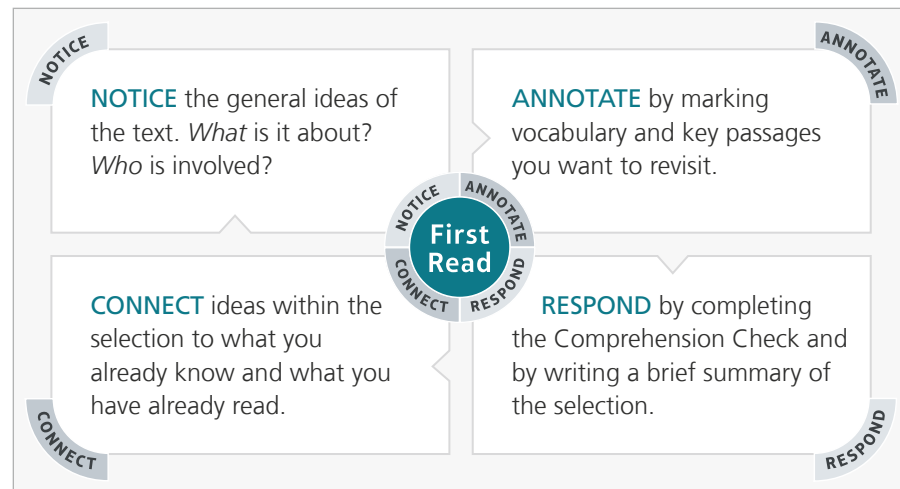 NOTICE
ANNOTATE
NOTICE the general ideas of
the text. What is it about?
Who is involved?
ANNOTATE by marking
vocabulary and key passages
you want to revisit.
NOTICE
ANNOTATE
First
Read
CONNECT
RESPOND
CONNECT ideas within the
selection to what you
already know and what you
have already read.
RESPOND by completing
the Comprehension Check and
by writing a brief summary of
the selection.
CONNECT
RESPOND